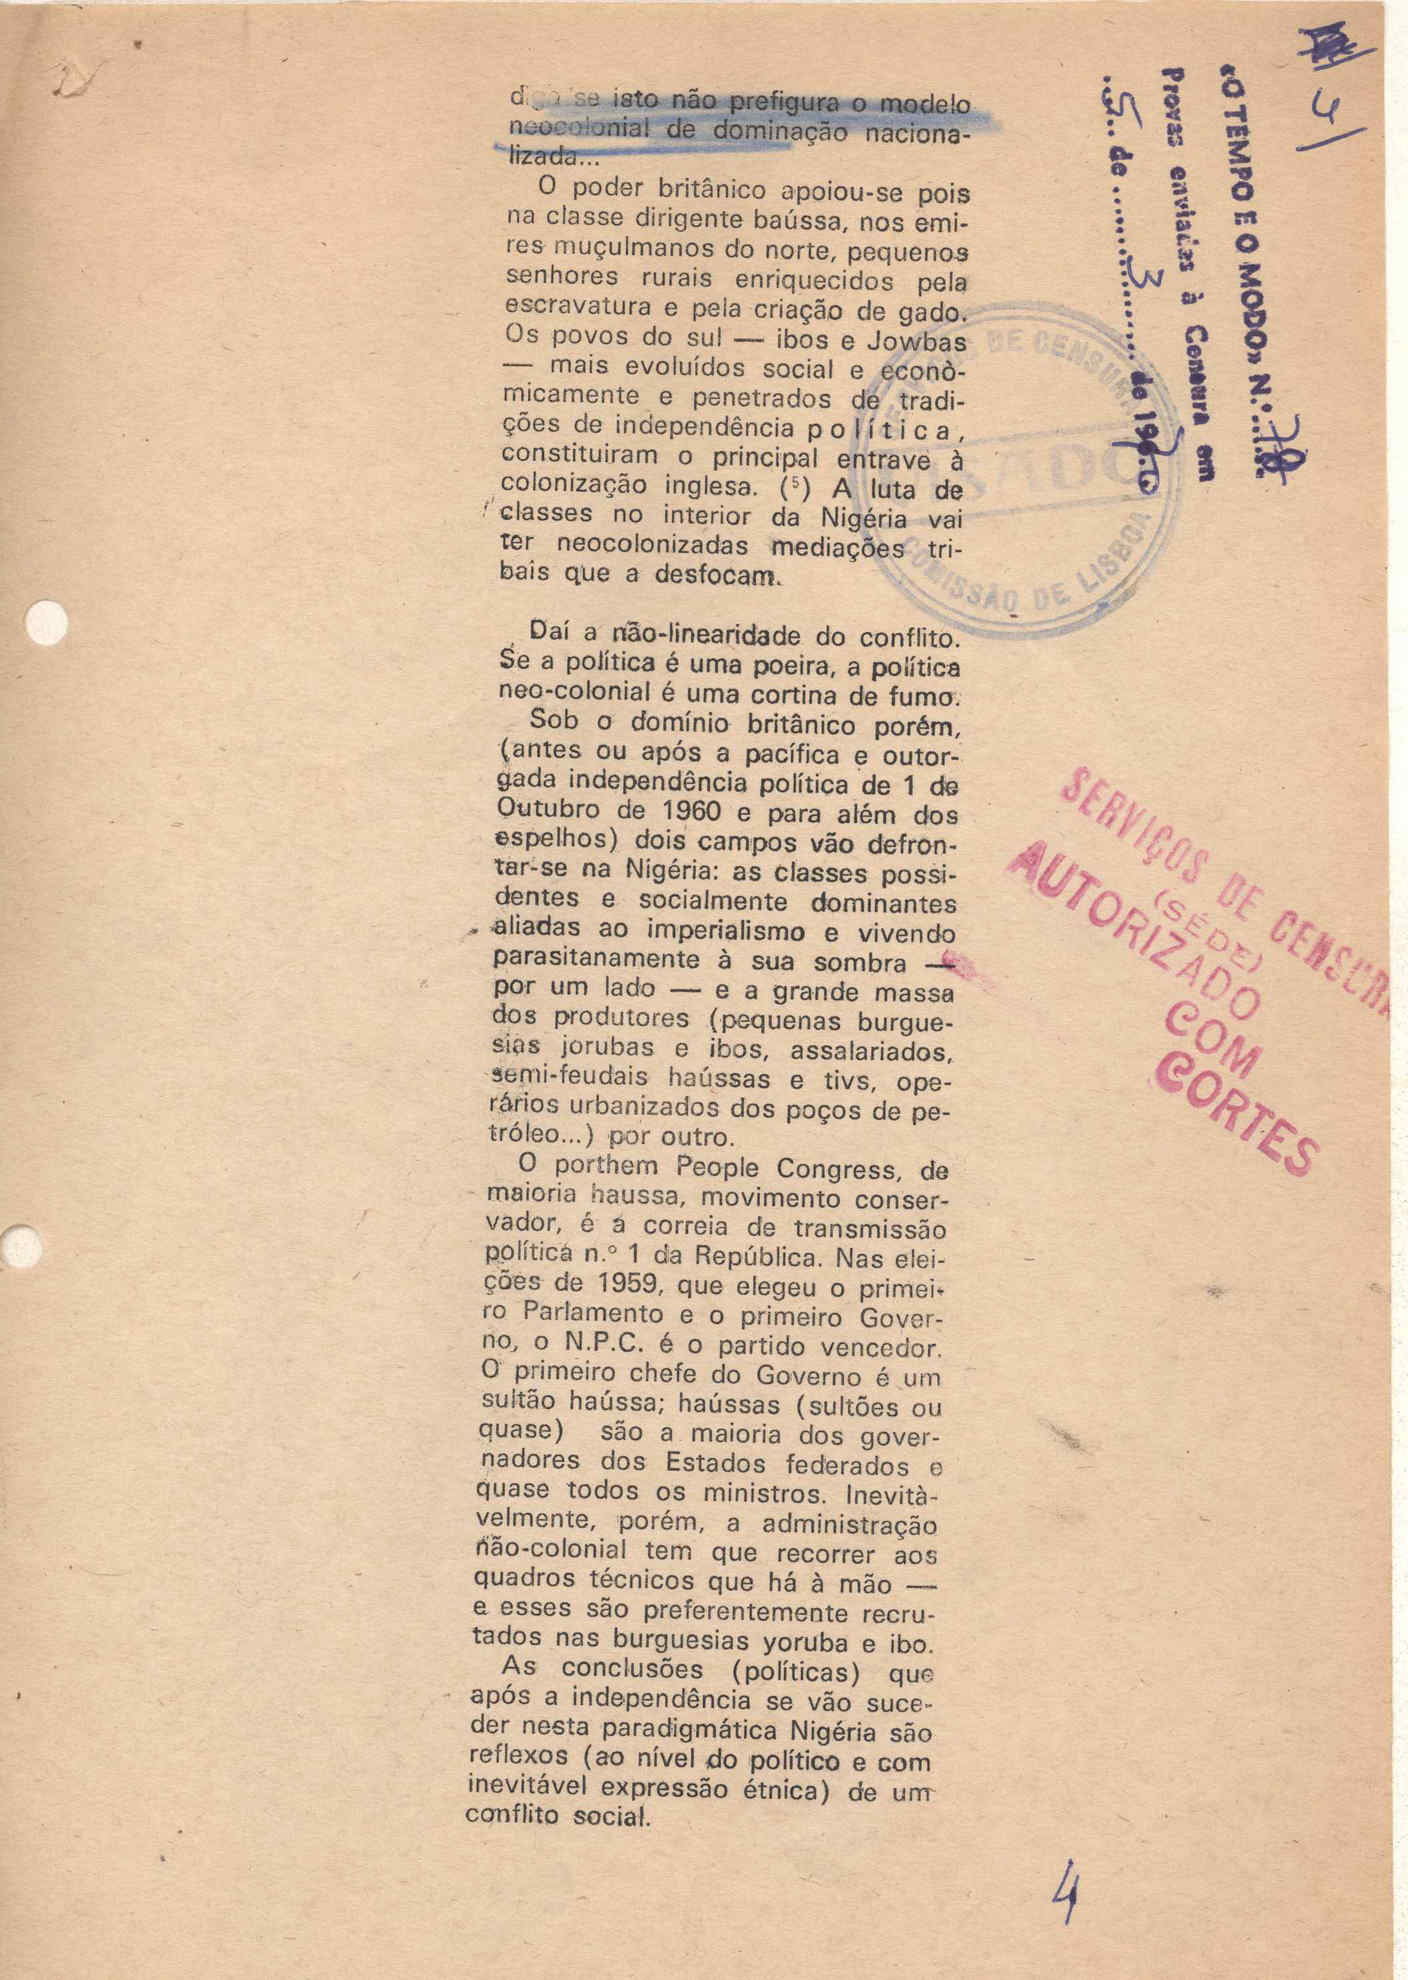 diga se isto não prefigura o modelo
neocolonial de dominação naciona-
lizada...
O poder britânico apoiou-se pois
na classe dirigente baússa, nos emi-
res muçulmanos do norte, pequenos
senhores rurais enriquecidos pela
escravatura e pela criação de gado.
Os povos do sul — ibos e Jowbas
— mais evoluídos social e econò-
micamente e penetrados de tradi-
ções de independência política,
constituiram o principal entrave à
colonização inglesa. (⁵) A luta de
classes no interior da Nigéria vai
ter neocolonizadas mediações tri-
bais que a desfocam.
Daí a não-linearidade do conflito.
Se a política é uma poeira, a política
neo-colonial é uma cortina de fumo.
Sob o domínio britânico porém,
(antes ou após a pacífica e outor-
gada independência política de 1 de
Outubro de 1960 e para além dos
espelhos) dois campos vão defron-
tar-se na Nigéria: as classes possi-
dentes e socialmente dominantes
aliadas ao imperialismo e vivendo
parasitanamente à sua sombra —
por um lado — e a grande massa
dos produtores (pequenas burgue-
sias jorubas e ibos, assalariados,
semi-feudais haússas e tivs, ope-
rários urbanizados dos poços de pe-
tróleo...) por outro.
O porthem People Congress, de
maioria haussa, movimento conser-
vador, é a correia de transmissão
política n.º 1 da República. Nas elei-
ções de 1959, que elegeu o primei-
ro Parlamento e o primeiro Gover-
no, o N.P.C. é o partido vencedor.
O primeiro chefe do Governo é um
sultão haússa; haússas (sultões ou
quase) são a maioria dos gover-
nadores dos Estados federados e
quase todos os ministros. Inevità-
velmente, porém, a administração
não-colonial tem que recorrer aos
quadros técnicos que há à mão —
e esses são preferentemente recru-
tados nas burguesias yoruba e ibo.
As conclusões (políticas) que
após a independência se vão suce-
der nesta paradigmática Nigéria são
reflexos (ao nível do político e com
inevitável expressão étnica) de um
conflito social.
«O TEMPO E O MODO» N.º 78
Provas enviadas à Censura em
5 de 3 de 1970
DE CENSURA
COMISSÃO DE LISBOA
SERVIÇOS DE CENSURA
(SÉDE)
AUTORIZADO
COM
CORTES
4